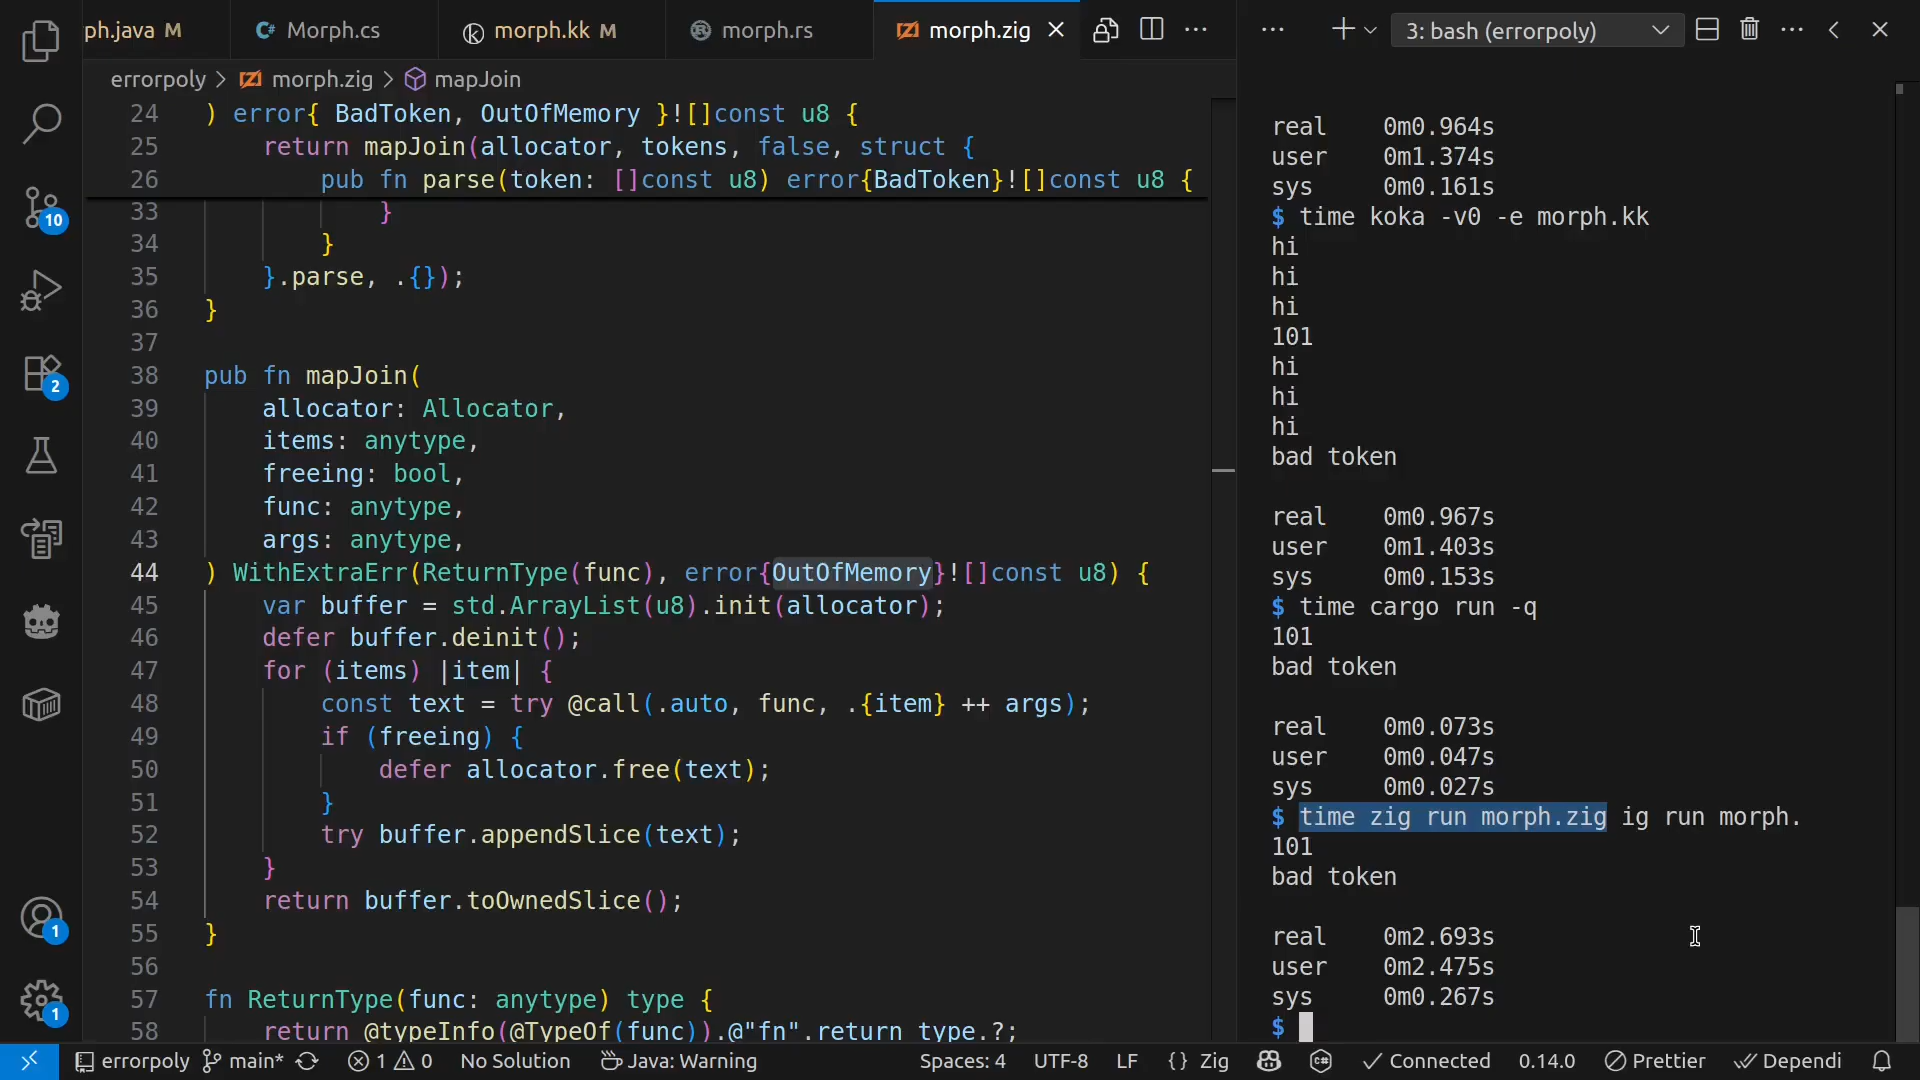 ph.java M
C# Morph.cs
morph.kk M
morph.rs
morph.zig
3: bash (errorpoly)
errorpoly > morph.zig > mapJoin
24 ) error{ BadToken, OutOfMemory }![]const u8 {
25 return mapJoin(allocator, tokens, false, struct {
26 pub fn parse(token: []const u8) error{BadToken}![]const u8 {
33 }
34 }
35 }.parse, .{});
36 }
37
38 pub fn mapJoin(
39 allocator: Allocator,
40 items: anytype,
41 freeing: bool,
42 func: anytype,
43 args: anytype,
44 ) WithExtraErr(ReturnType(func), error{OutOfMemory}![]const u8) {
45 var buffer = std.ArrayList(u8).init(allocator);
46 defer buffer.deinit();
47 for (items) |item| {
48 const text = try @call(.auto, func, .{item} ++ args);
49 if (freeing) {
50 defer allocator.free(text);
51 }
52 try buffer.appendSlice(text);
53 }
54 return buffer.toOwnedSlice();
55 }
56
57 fn ReturnType(func: anytype) type {
58 return @typeInfo(@TypeOf(func)).@"fn".return_type.?;
real 0m0.964s
user 0m1.374s
sys 0m0.161s
$ time koka -v0 -e morph.kk
hi
hi
hi
101
hi
hi
hi
bad token
real 0m0.967s
user 0m1.403s
sys 0m0.153s
$ time cargo run -q
101
bad token
real 0m0.073s
user 0m0.047s
sys 0m0.027s
$ time zig run morph.zig ig run morph.
101
bad token
real 0m2.693s
user 0m2.475s
sys 0m0.267s
$
10
2
1
1
errorpoly main* 1 0 No Solution Java: Warning Spaces: 4 UTF-8 LF {} Zig Connected 0.14.0 Prettier Dependi